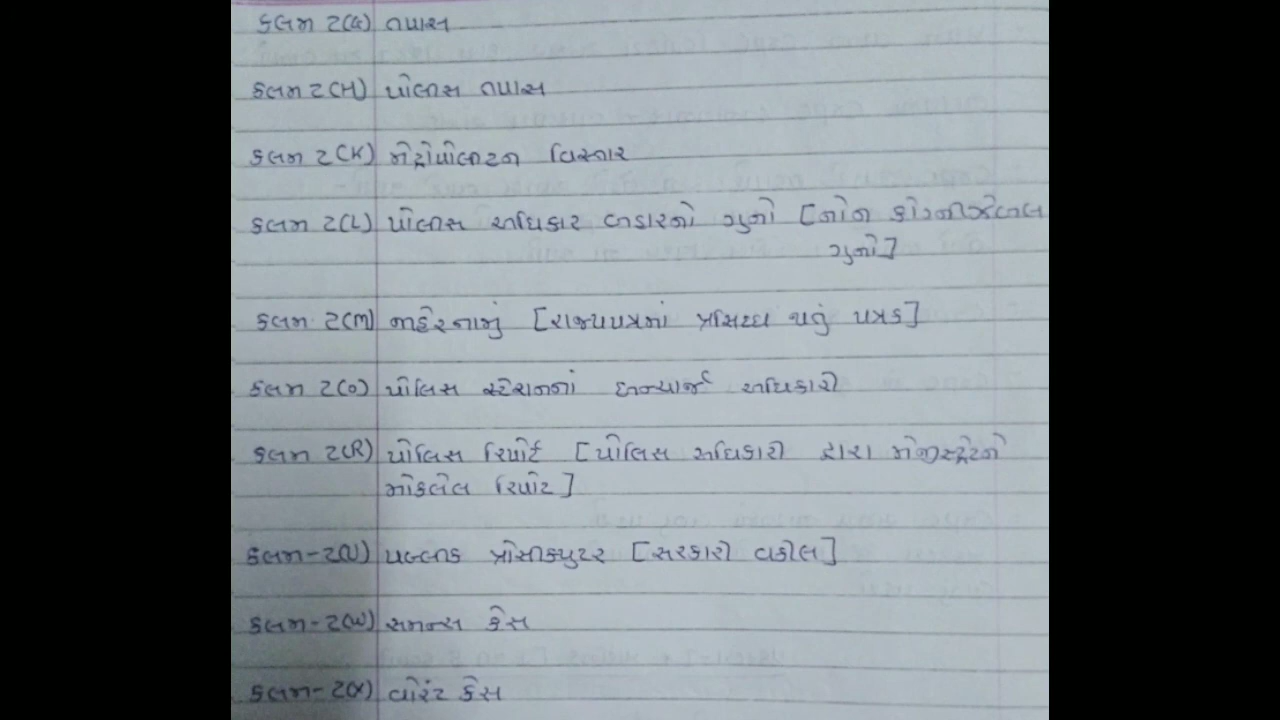 કલમ 2(G) તપાસ
કલમ 2(H) પોલીસ તપાસ
કલમ 2(K) મેટ્રોપોલીટન વિસ્તાર
કલમ 2(L) પોલીસ અધિકાર બહારનો ગુનો [નોન કોગ્નીઝેબલ
ગુનો]
કલમ 2(M) જાહેરનામું [રાજ્યપત્રમાં પ્રસિધ્ધ થતું પત્રક]
કલમ 2(O) પોલિસ સ્ટેશનનાં ઇન્ચાર્જ અધિકારી
કલમ 2(R) પોલિસ રિપોર્ટ [પોલિસ અધિકારી દ્વારા મેજીસ્ટ્રેટને
મોકલેલ રિપોર્ટ]
કલમ-2(U) પબ્લીક પ્રોસીક્યુટર [સરકારી વકીલ]
કલમ-2(W) સમન્સ કેસ
કલમ-2(X) વોરંટ કેસ